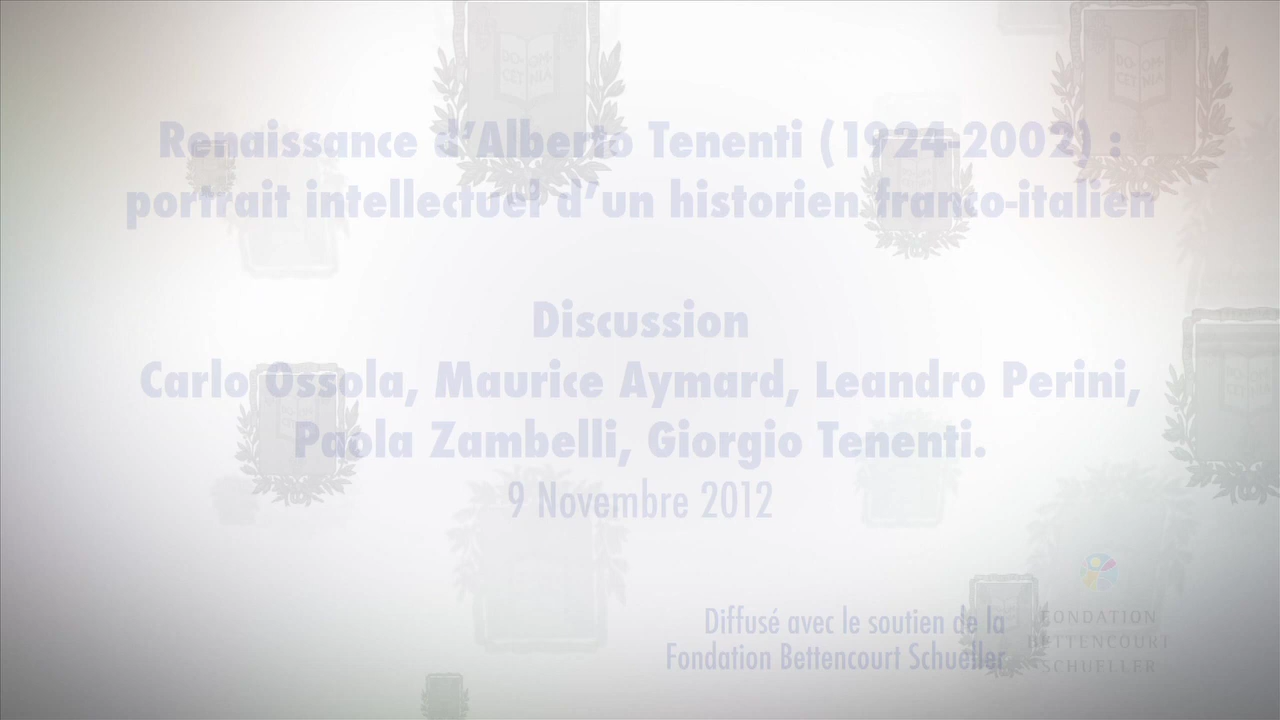 Renaissance d'Alberto Tenenti (1924-2002) :
portrait intellectuel d'un historien franco-italien
Discussion
Carlo Ossola, Maurice Aymard, Leandro Perini,
Paola Zambelli, Giorgio Tenenti.
9 Novembre 2012
Diffusé avec le soutien de la
Fondation Bettencourt Schueller
FONDATION
BETTENCOURT
SCHUELLER